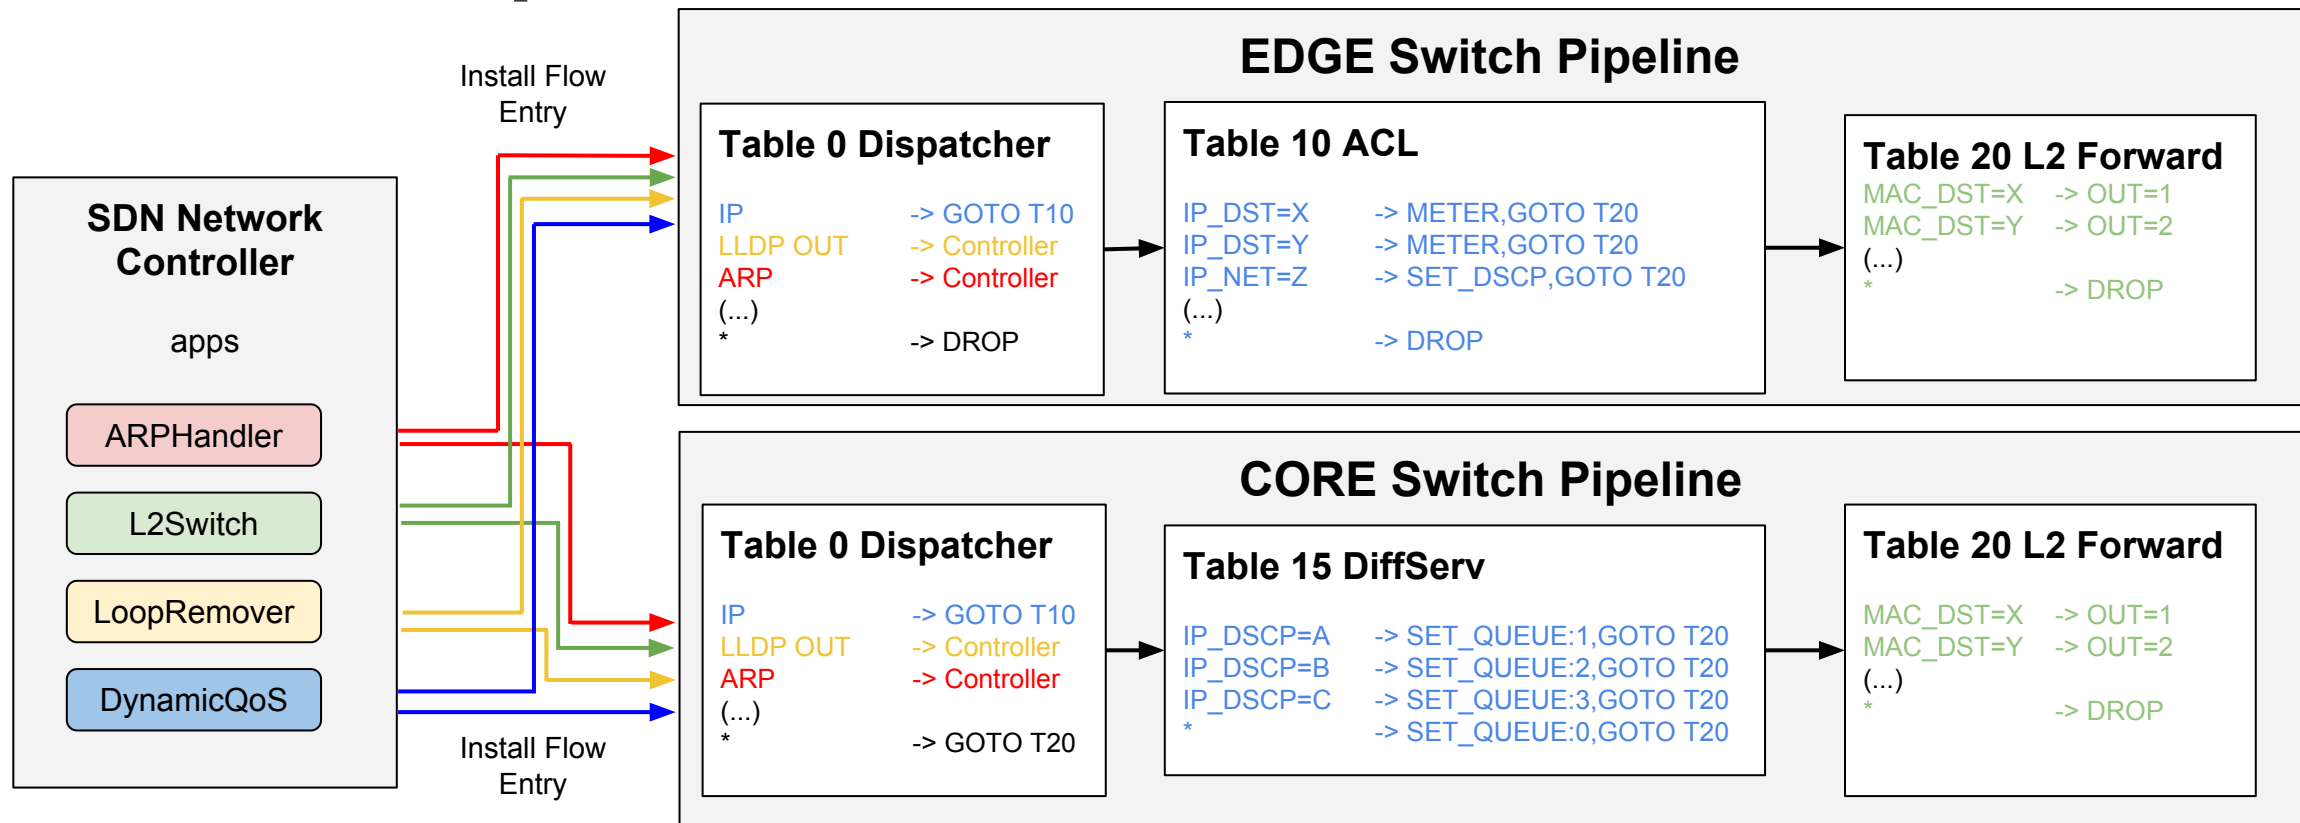 Install Flow
Entry
SDN Network
Controller
apps
ARPHandler
L2Switch
LoopRemover
DynamicQoS
Install Flow
Entry
EDGE Switch Pipeline
Table 0 Dispatcher
IP -> GOTO T10
LLDP OUT -> Controller
ARP -> Controller
(...)
* -> DROP
Table 10 ACL
IP_DST=X -> METER,GOTO T20
IP_DST=Y -> METER,GOTO T20
IP_NET=Z -> SET_DSCP,GOTO T20
(...)
* -> DROP
Table 20 L2 Forward
MAC_DST=X -> OUT=1
MAC_DST=Y -> OUT=2
(...)
* -> DROP
CORE Switch Pipeline
Table 0 Dispatcher
IP -> GOTO T10
LLDP OUT -> Controller
ARP -> Controller
(...)
* -> GOTO T20
Table 15 DiffServ
IP_DSCP=A -> SET_QUEUE:1,GOTO T20
IP_DSCP=B -> SET_QUEUE:2,GOTO T20
IP_DSCP=C -> SET_QUEUE:3,GOTO T20
* -> SET_QUEUE:0,GOTO T20
Table 20 L2 Forward
MAC_DST=X -> OUT=1
MAC_DST=Y -> OUT=2
(...)
* -> DROP